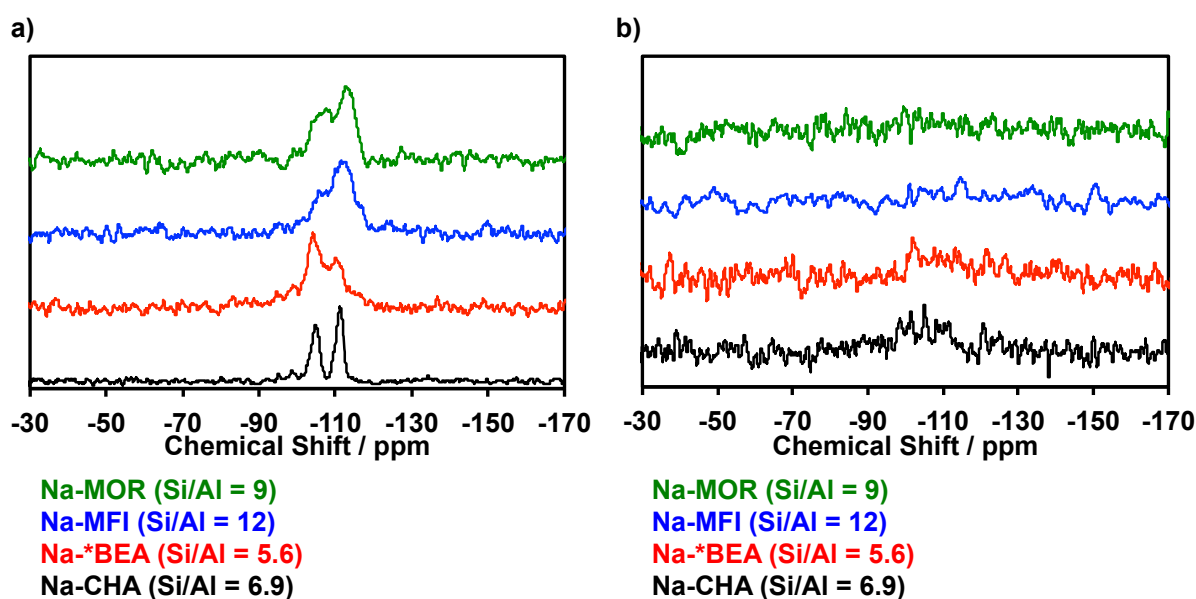 a)
-30 -50 -70 -90 -110 -130 -150 -170
Chemical Shift / ppm
Na-MOR (Si/Al = 9)
Na-MFI (Si/Al = 12)
Na-*BEA (Si/Al = 5.6)
Na-CHA (Si/Al = 6.9)
b)
-30 -50 -70 -90 -110 -130 -150 -170
Chemical Shift / ppm
Na-MOR (Si/Al = 9)
Na-MFI (Si/Al = 12)
Na-*BEA (Si/Al = 5.6)
Na-CHA (Si/Al = 6.9)